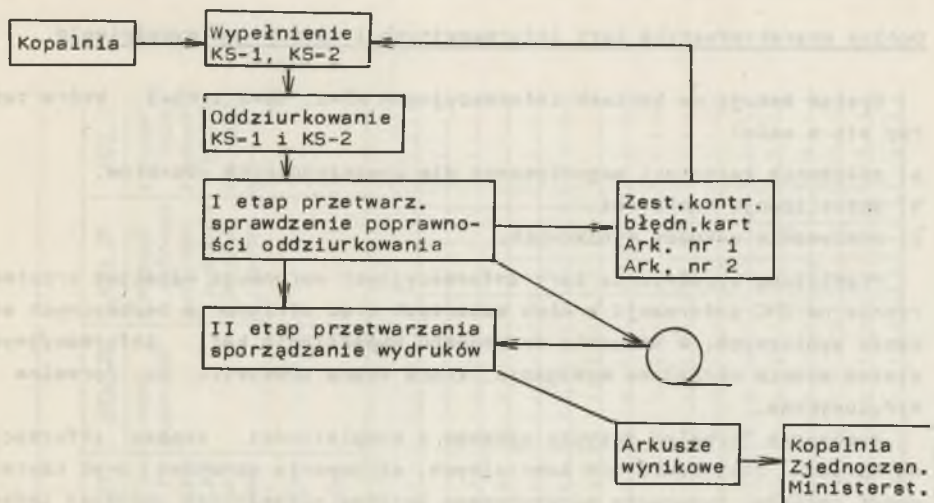 Kopalnia
Wypełnienie
KS-1, KS-2
Oddziurkowanie
KS-1 i KS-2
I etap przetwarz.
sprawdzenie poprawno-
ści oddziurkowania
Zest.kontr.
błędn.kart
Ark. nr 1
Ark. nr 2
II etap przetwarzania
sporządzanie wydruków
Arkusze
wynikowe
Kopalnia
Zjednoczen.
Ministerst.